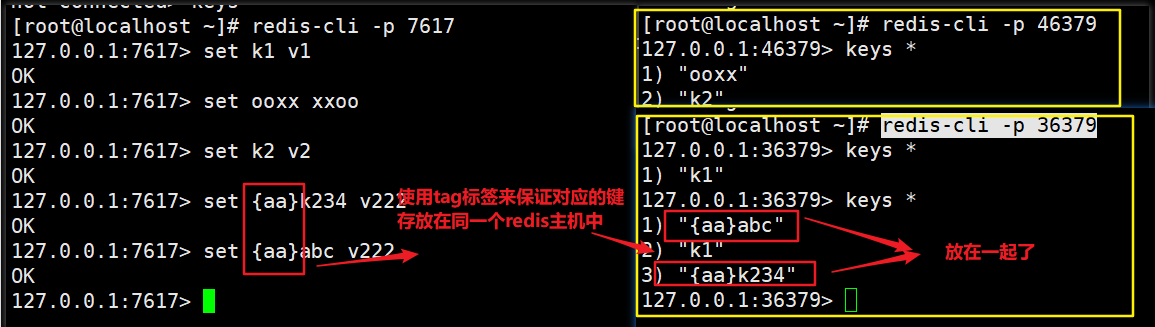 not connected> keys
[root@localhost ~]# redis-cli -p 7617
127.0.0.1:7617> set k1 v1
OK
127.0.0.1:7617> set ooxx xxoo
OK
127.0.0.1:7617> set k2 v2
OK
127.0.0.1:7617> set {aa}k234 v222
OK
127.0.0.1:7617> set {aa}abc v222
OK
127.0.0.1:7617>
使用tag标签来保证对应的键
存放在同一个redis主机中
[root@localhost ~]# redis-cli -p 46379
127.0.0.1:46379> keys *
1) "ooxx"
2) "k2"
[root@localhost ~]# redis-cli -p 36379
127.0.0.1:36379> keys *
1) "k1"
127.0.0.1:36379> keys *
1) "{aa}abc"
2) "k1"
3) "{aa}k234"
127.0.0.1:36379>
放在一起了